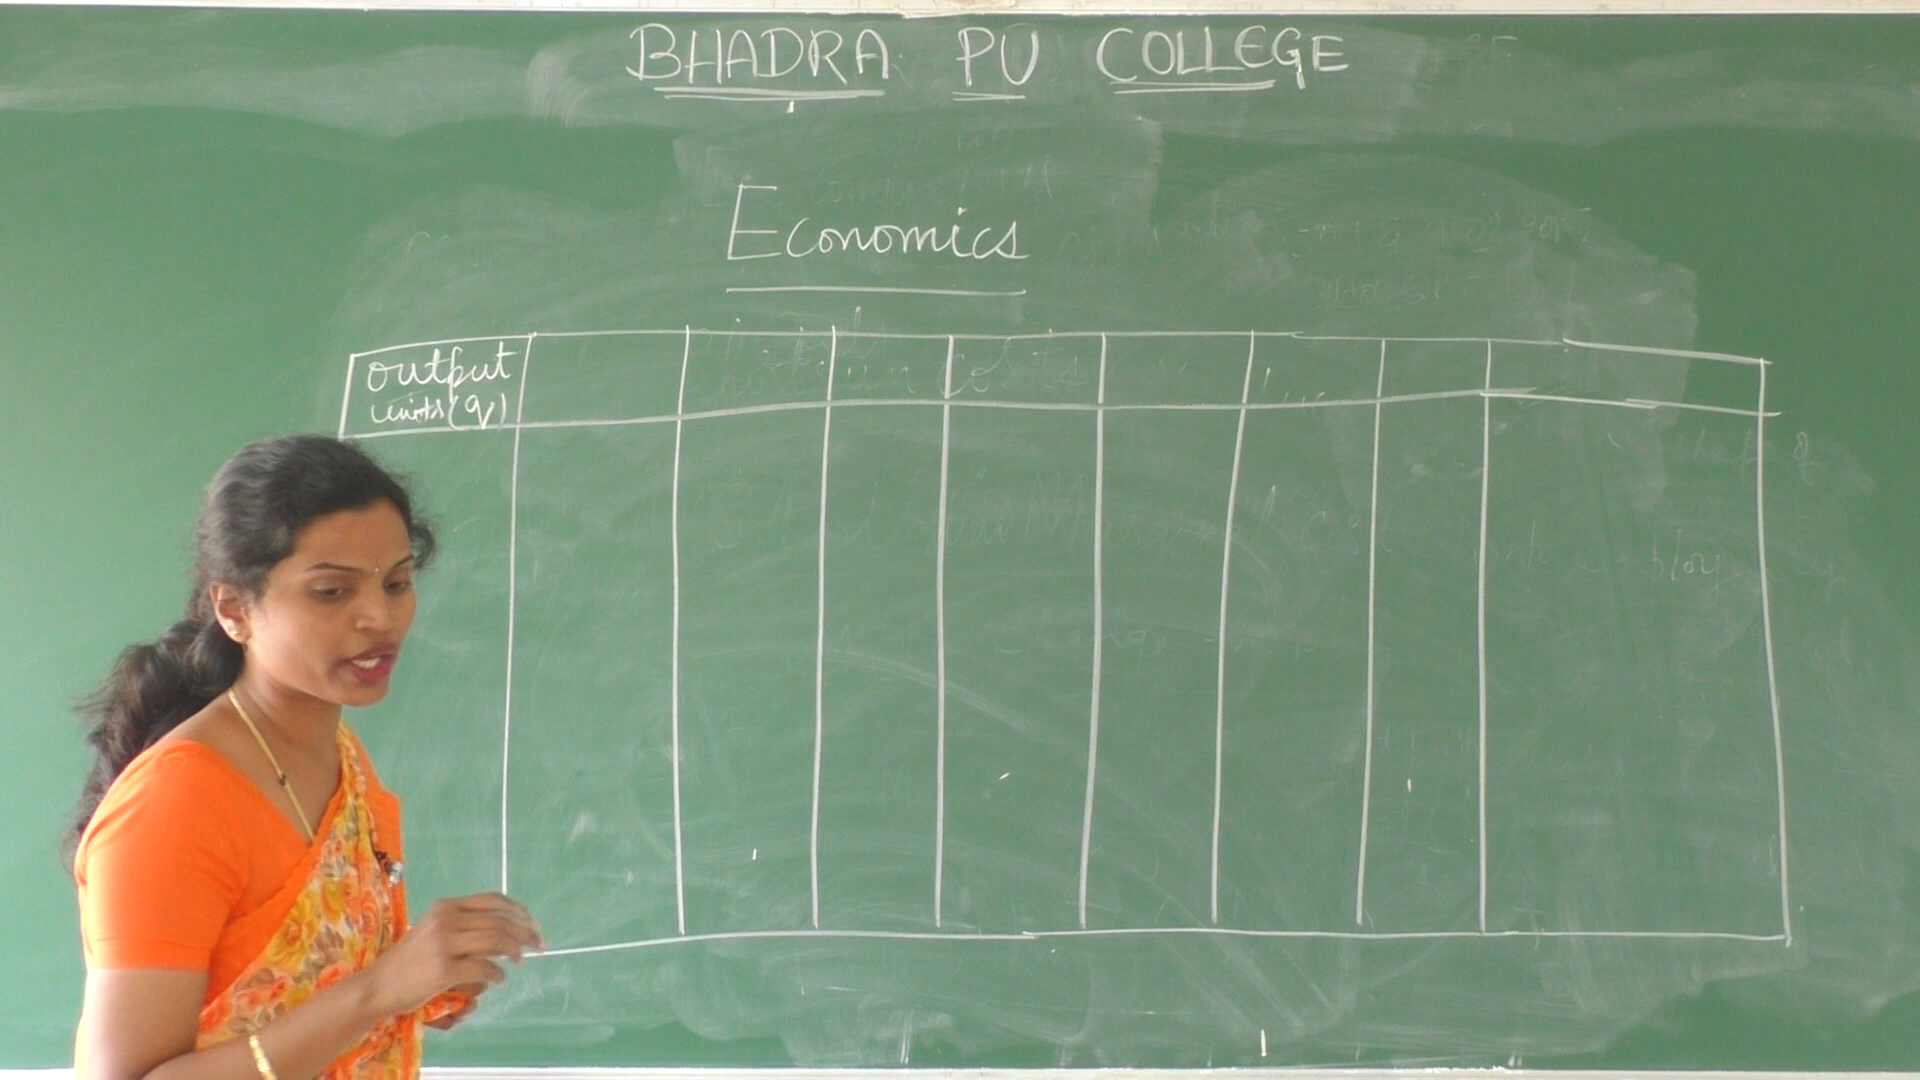 BHADRA PU COLLEGE
Economics
output
units (q)